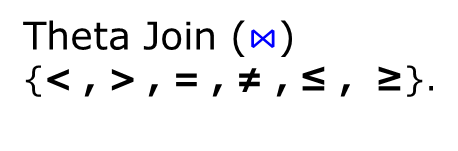 Theta Join (⋈)
{< , > , = , ≠ , ≤ , ≥}.